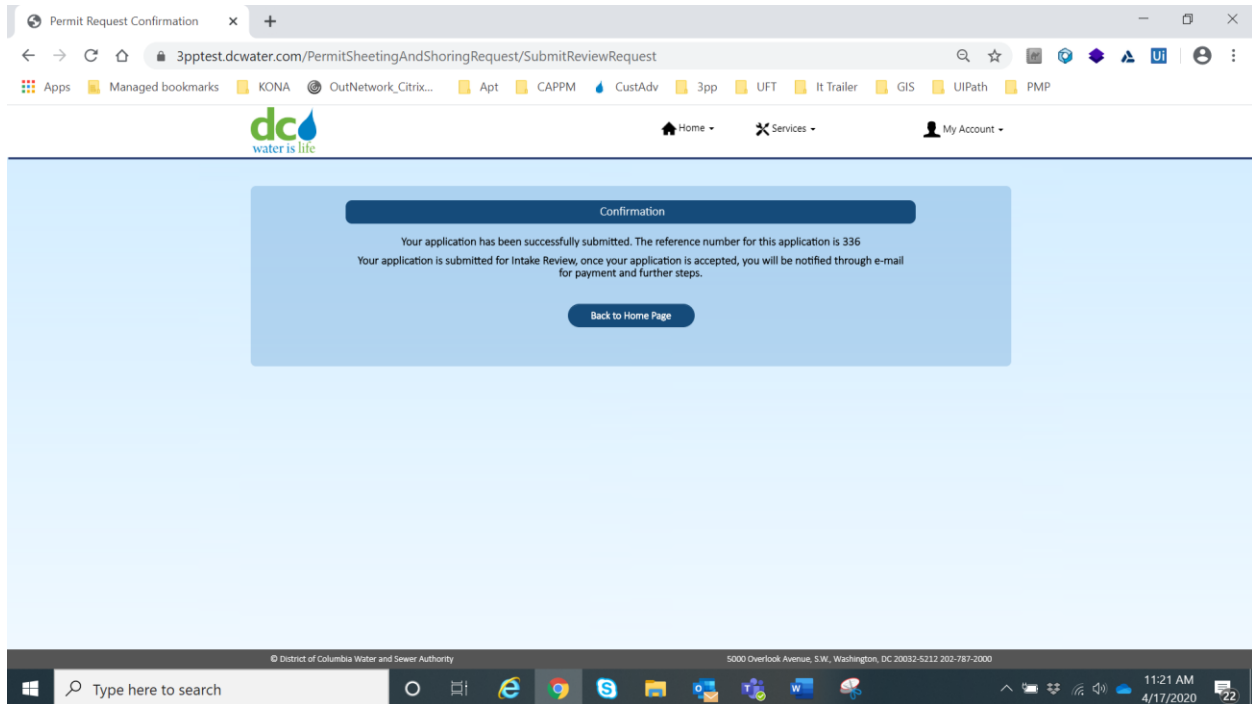 Permit Request Confirmation
3pptest.dcwater.com/PermitSheetingAndShoringRequest/SubmitReviewRequest
Ui
Apps Managed bookmarks KONA OutNetwork_Citrix... Apt CAPPM CustAdv 3pp UFT It Trailer GIS UIPath PMP
dc
water is life
Home Services My Account
Confirmation
Your application has been successfully submitted. The reference number for this application is 336
Your application is submitted for Intake Review, once your application is accepted, you will be notified through e-mail
for payment and further steps.
Back to Home Page
© District of Columbia Water and Sewer Authority 5000 Overlook Avenue, S.W., Washington, DC 20032-5212 202-787-2000
Type here to search
11:21 AM
4/17/2020
22